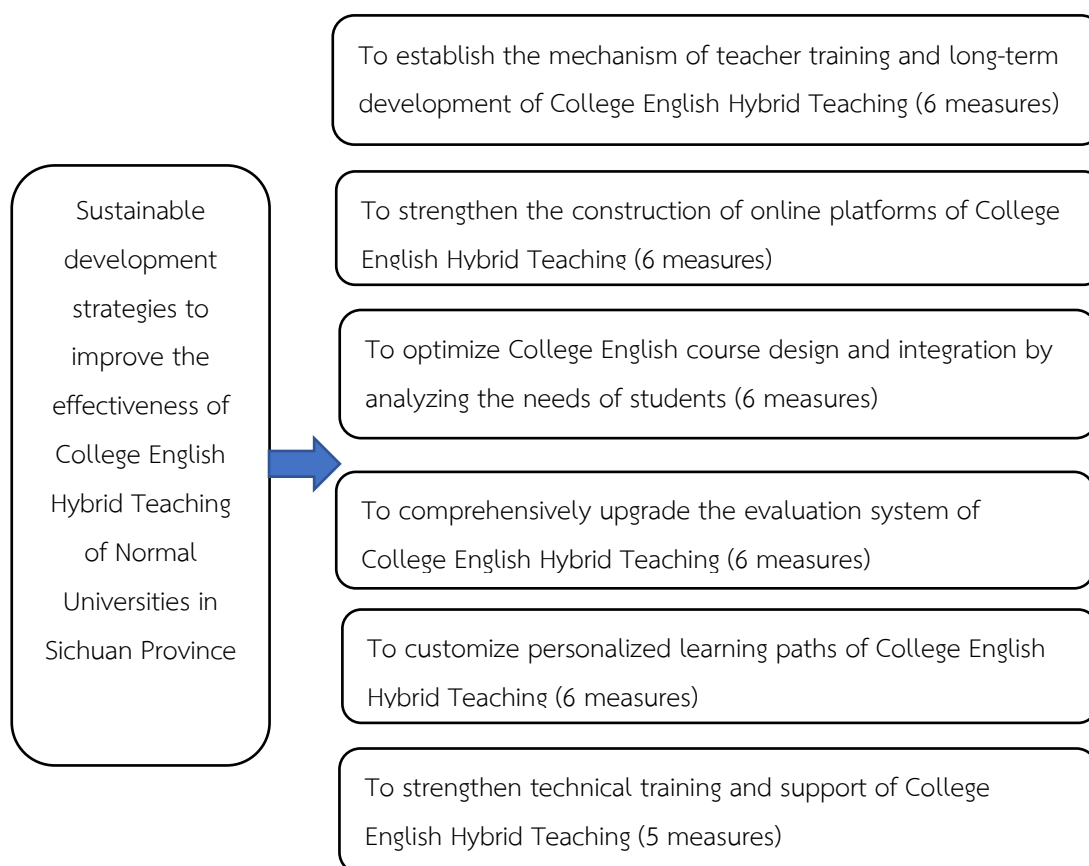 Sustainable
development
strategies to
improve the
effectiveness of
College English
Hybrid Teaching
of Normal
Universities in
Sichuan Province
To establish the mechanism of teacher training and long-term
development of College English Hybrid Teaching (6 measures)
To strengthen the construction of online platforms of College
English Hybrid Teaching (6 measures)
To optimize College English course design and integration by
analyzing the needs of students (6 measures)
To comprehensively upgrade the evaluation system of
College English Hybrid Teaching (6 measures)
To customize personalized learning paths of College English
Hybrid Teaching (6 measures)
To strengthen technical training and support of College
English Hybrid Teaching (5 measures)